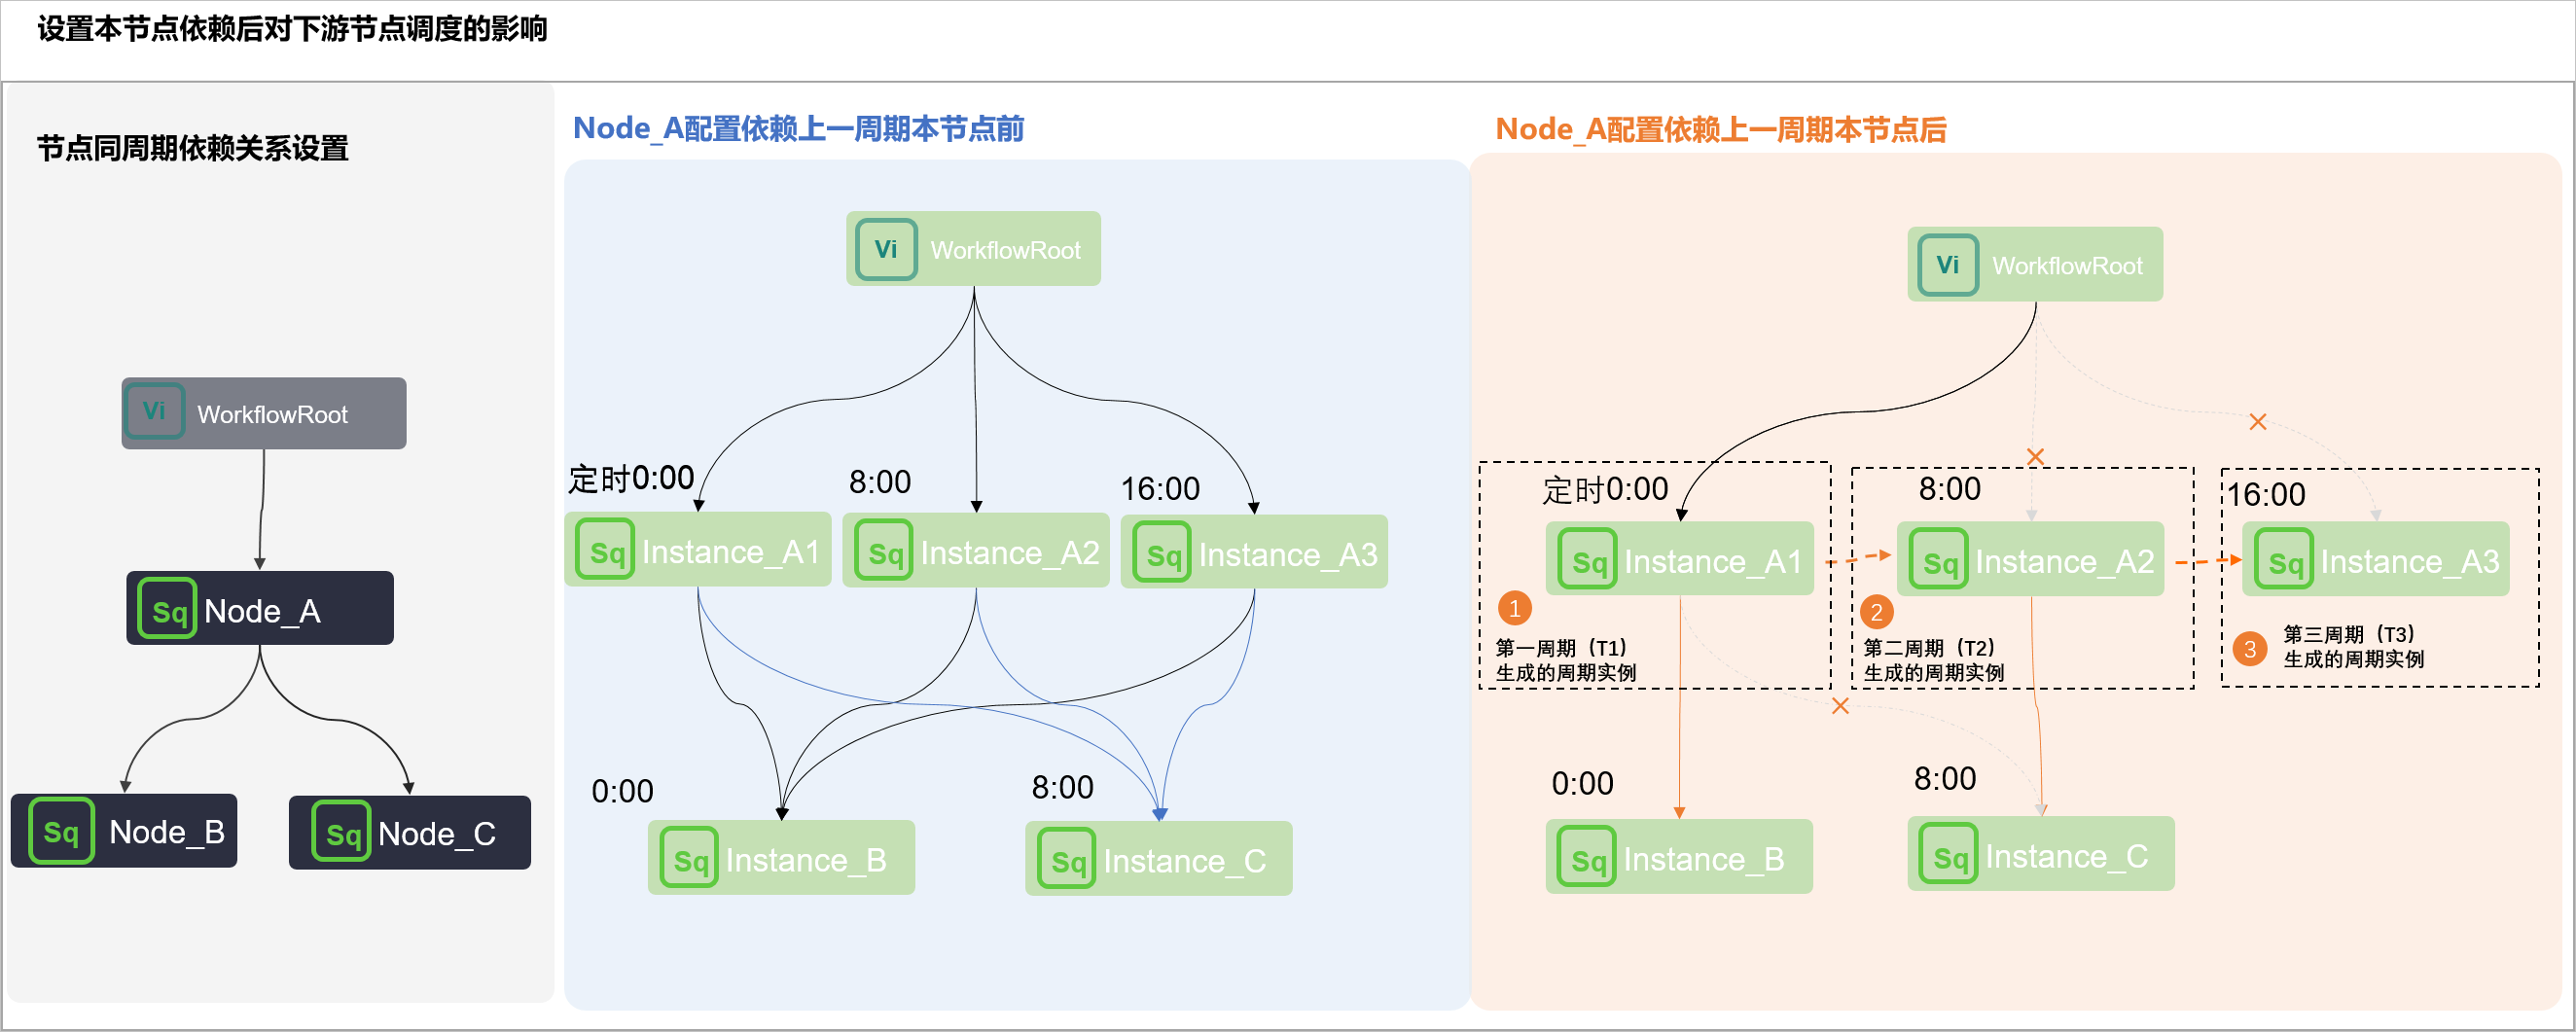 设置本节点依赖后对下游节点调度的影响
节点同周期依赖关系设置
Vi WorkflowRoot
Sq Node_A
Sq Node_B
Sq Node_C
Node_A配置依赖上一周期本节点前
Vi WorkflowRoot
定时0:00
8:00
16:00
Sq Instance_A1
Sq Instance_A2
Sq Instance_A3
0:00
8:00
Sq Instance_B
Sq Instance_C
Node_A配置依赖上一周期本节点后
Vi WorkflowRoot
定时0:00
8:00
16:00
Sq Instance_A1
Sq Instance_A2
Sq Instance_A3
1
第一周期（T1）
生成的周期实例
2
第二周期（T2）
生成的周期实例
3
第三周期（T3）
生成的周期实例
0:00
8:00
Sq Instance_B
Sq Instance_C